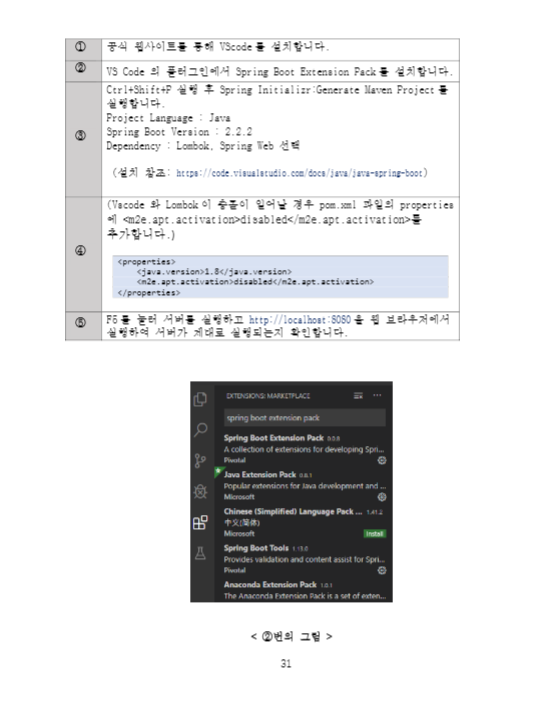 ① 공식 웹사이트를 통해 VScode를 설치합니다.
② VS Code 의 플러그인에서 Spring Boot Extension Pack를 설치합니다.
③ Ctrl+Shift+P 실행 후 Spring Initializr:Generate Maven Project를
실행합니다.
Project Language : Java
Spring Boot Version : 2.2.2
Dependency : Lombok, Spring Web 선택
(설치 참조: https://code.visualstudio.com/docs/java/java-spring-boot)
④ (Vscode 와 Lombok이 충돌이 일어날 경우 pom.xml 파일의 properties
에 <m2e.apt.activation>disabled</m2e.apt.activation>를
추가합니다.)
<properties>
<java.version>1.8</java.version>
<m2e.apt.activation>disabled</m2e.apt.activation>
</properties>
⑤ F5를 눌러 서버를 실행하고 http://localhost:8080을 웹 브라우저에서
실행하여 서버가 제대로 실행되는지 확인합니다.
EXTENSIONS: MARKETPLACE
spring boot extension pack
Spring Boot Extension Pack 0.0.8
A collection of extensions for developing Spri...
Pivotal
Java Extension Pack 0.8.1
Popular extensions for Java development and ...
Microsoft
Chinese (Simplified) Language Pack ... 1.41.2
中文(简体)
Microsoft
Install
Spring Boot Tools
Provides validation and content assist for Spri...
Pivotal
Anaconda Extension Pack 1.0.1
The Anaconda Extension Pack is a set of exten...
< ②번의 그림 >
31